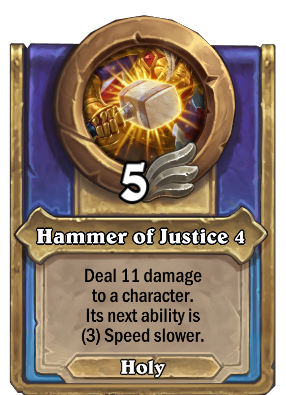 5
Hammer of Justice 4
Deal 11 damage
to a character.
Its next ability is
(3) Speed slower.
Holy